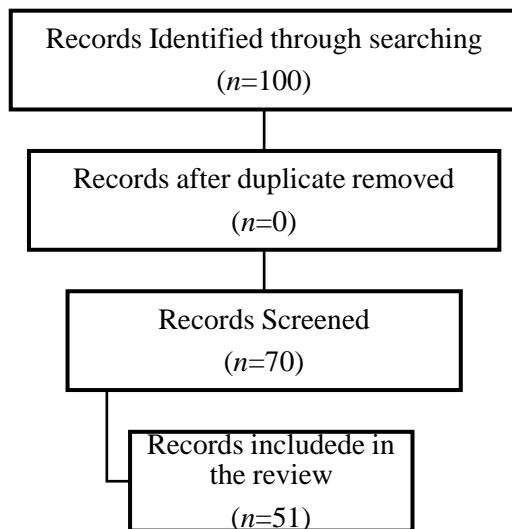 Records Identified through searching
(n=100)
Records after duplicate removed
(n=0)
Records Screened
(n=70)
Records includede in
the review
(n=51)